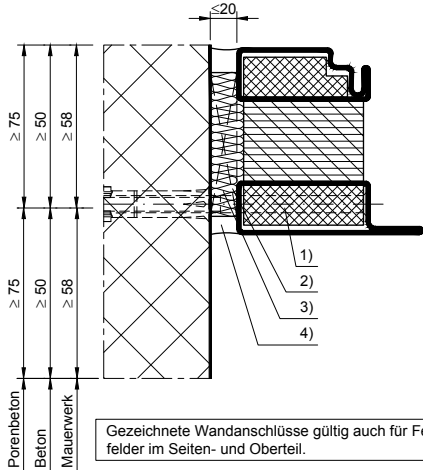 ≤20
≥ 75
≥ 50
≥ 58
1)
2)
3)
4)
≥ 75
≥ 50
≥ 58
Porenbeton
Beton
Mauerwerk
Gezeichnete Wandanschlüsse gültig auch für Fe
felder im Seiten- und Oberteil.